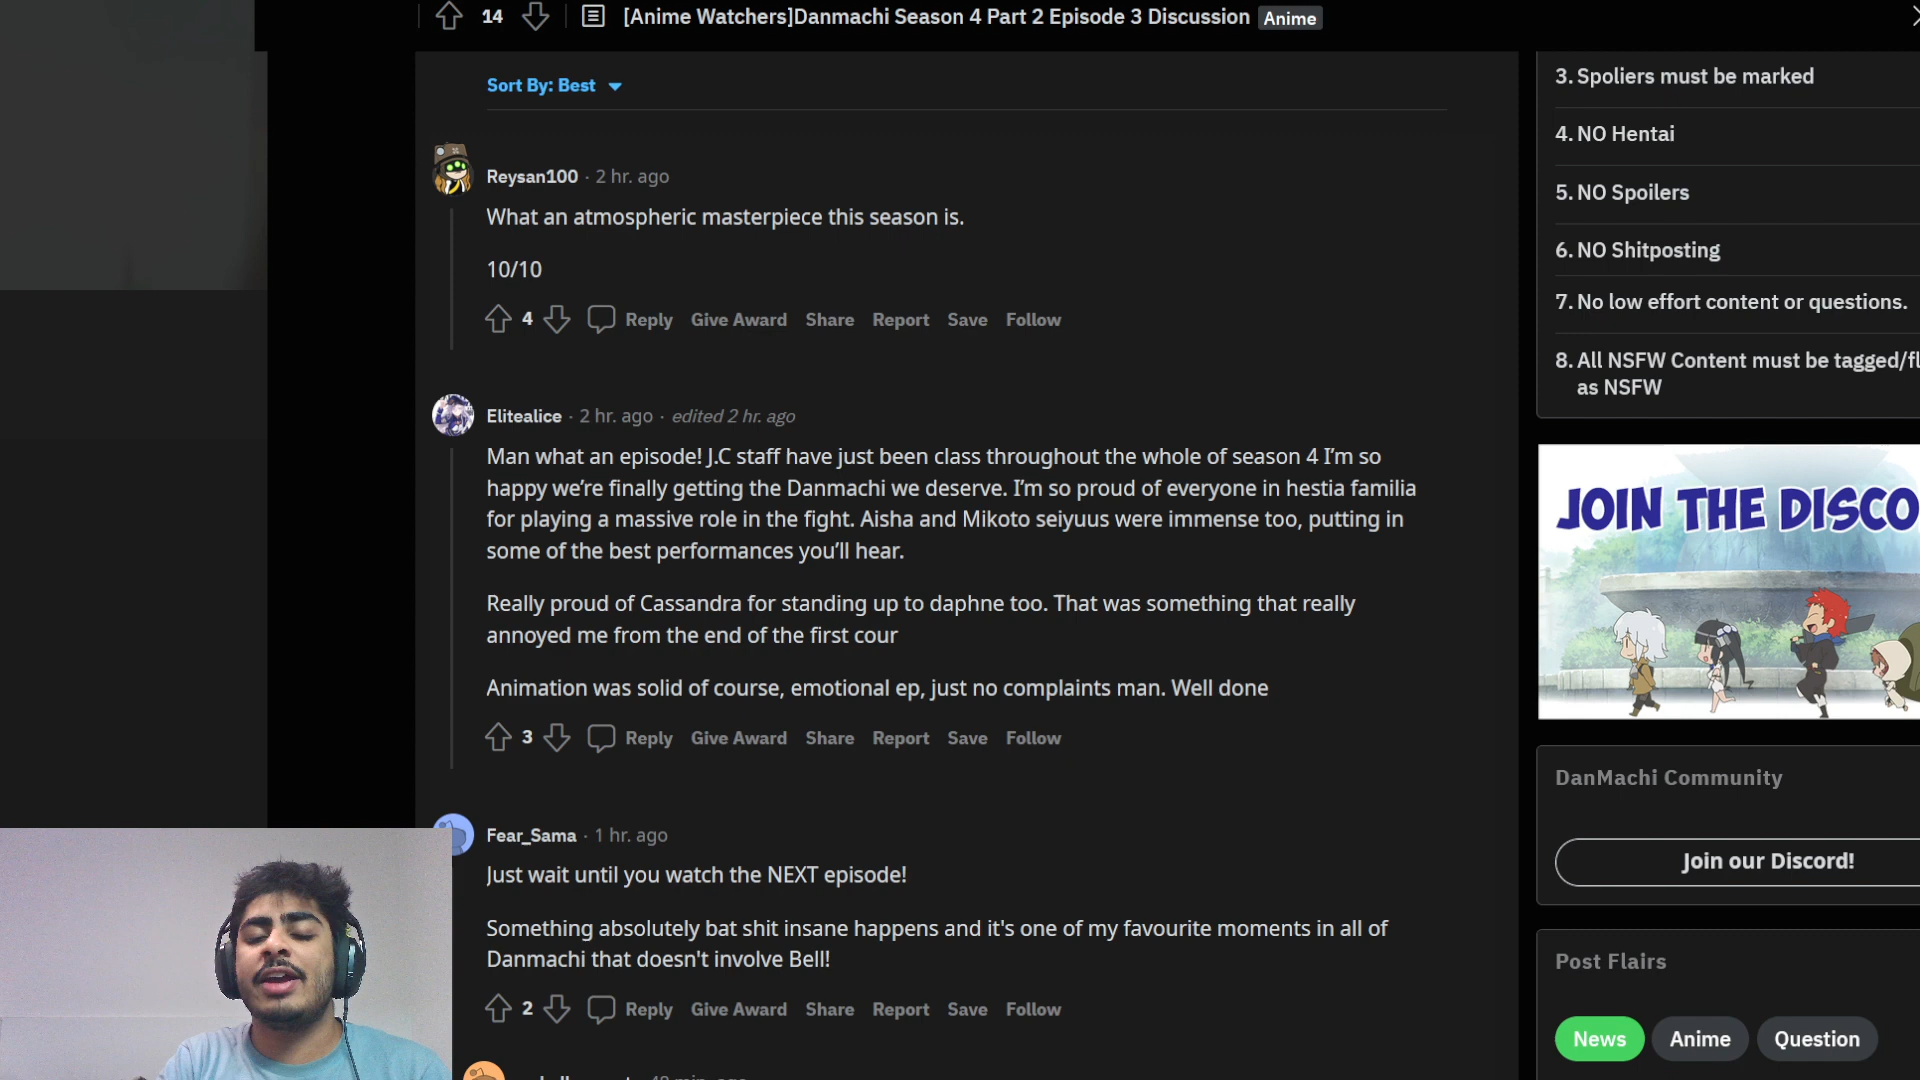 14
[Anime Watchers]Danmachi Season 4 Part 2 Episode 3 Discussion Anime
Sort By: Best
Reysan100 · 2 hr. ago
What an atmospheric masterpiece this season is.
10/10
4 Reply Give Award Share Report Save Follow
Elitealice · 2 hr. ago · edited 2 hr. ago
Man what an episode! J.C staff have just been class throughout the whole of season 4 I’m so
happy we’re finally getting the Danmachi we deserve. I’m so proud of everyone in hestia familia
for playing a massive role in the fight. Aisha and Mikoto seiyuus were immense too, putting in
some of the best performances you’ll hear.
Really proud of Cassandra for standing up to daphne too. That was something that really
annoyed me from the end of the first cour
Animation was solid of course, emotional ep, just no complaints man. Well done
3 Reply Give Award Share Report Save Follow
Fear_Sama · 1 hr. ago
Just wait until you watch the NEXT episode!
Something absolutely bat shit insane happens and it's one of my favourite moments in all of
Danmachi that doesn't involve Bell!
2 Reply Give Award Share Report Save Follow
3. Spoliers must be marked
4. NO Hentai
5. NO Spoilers
6. NO Shitposting
7. No low effort content or questions.
8. All NSFW Content must be tagged/fl
as NSFW
JOIN THE DISCO
DanMachi Community
Join our Discord!
Post Flairs
News Anime Question